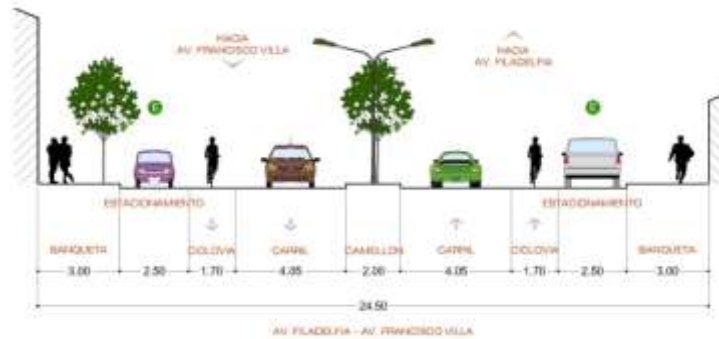 HACIA
AV. FRANCISCO VILLA
HACIA
AV. FILADELFIA
E
E
ESTACIONAMIENTO
ESTACIONAMIENTO
BANQUETA
CICLOVIA
CARRIL
CAMELLON
CARRIL
CICLOVIA
BANQUETA
3.00
2.50
1.70
4.05
2.00
4.05
1.70
2.50
3.00
24.50
AV. FILADELFIA - AV. FRANCISCO VILLA